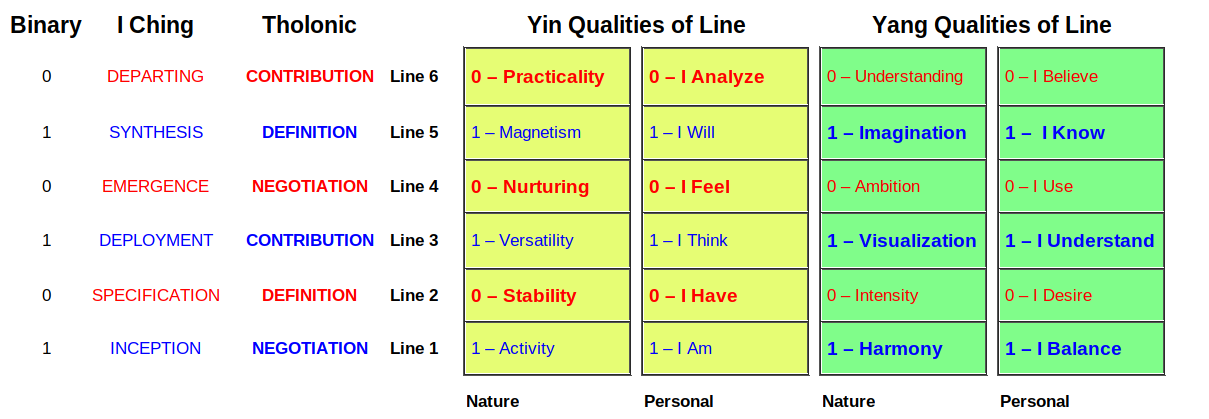 Binary I Ching Tholonic Yin Qualities of Line Yang Qualities of Line
0 DEPARTING CONTRIBUTION Line 6 0 – Practicality 0 – I Analyze 0 – Understanding 0 – I Believe
1 SYNTHESIS DEFINITION Line 5 1 – Magnetism 1 – I Will 1 – Imagination 1 – I Know
0 EMERGENCE NEGOTIATION Line 4 0 – Nurturing 0 – I Feel 0 – Ambition 0 – I Use
1 DEPLOYMENT CONTRIBUTION Line 3 1 – Versatility 1 – I Think 1 – Visualization 1 – I Understand
0 SPECIFICATION DEFINITION Line 2 0 – Stability 0 – I Have 0 – Intensity 0 – I Desire
1 INCEPTION NEGOTIATION Line 1 1 – Activity 1 – I Am 1 – Harmony 1 – I Balance
Nature Personal Nature Personal